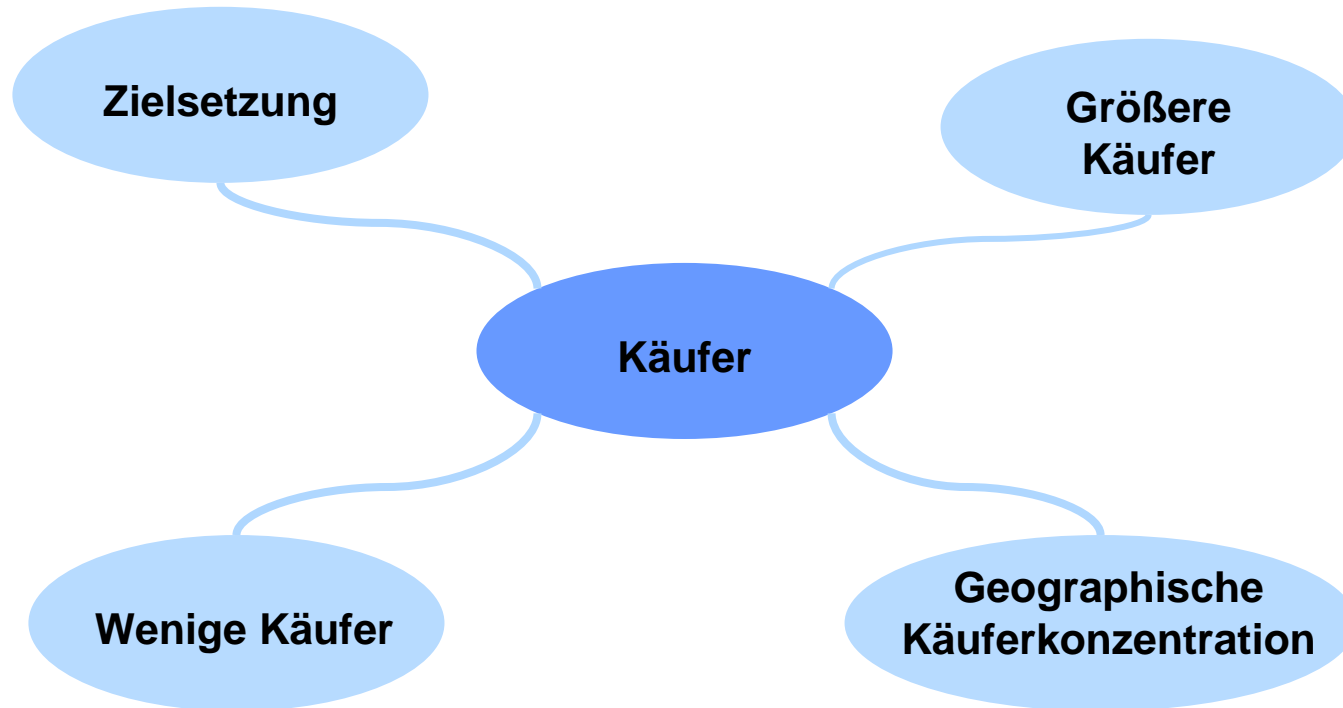 Zielsetzung
Größere
Käufer
Käufer
Wenige Käufer
Geographische
Käuferkonzentration